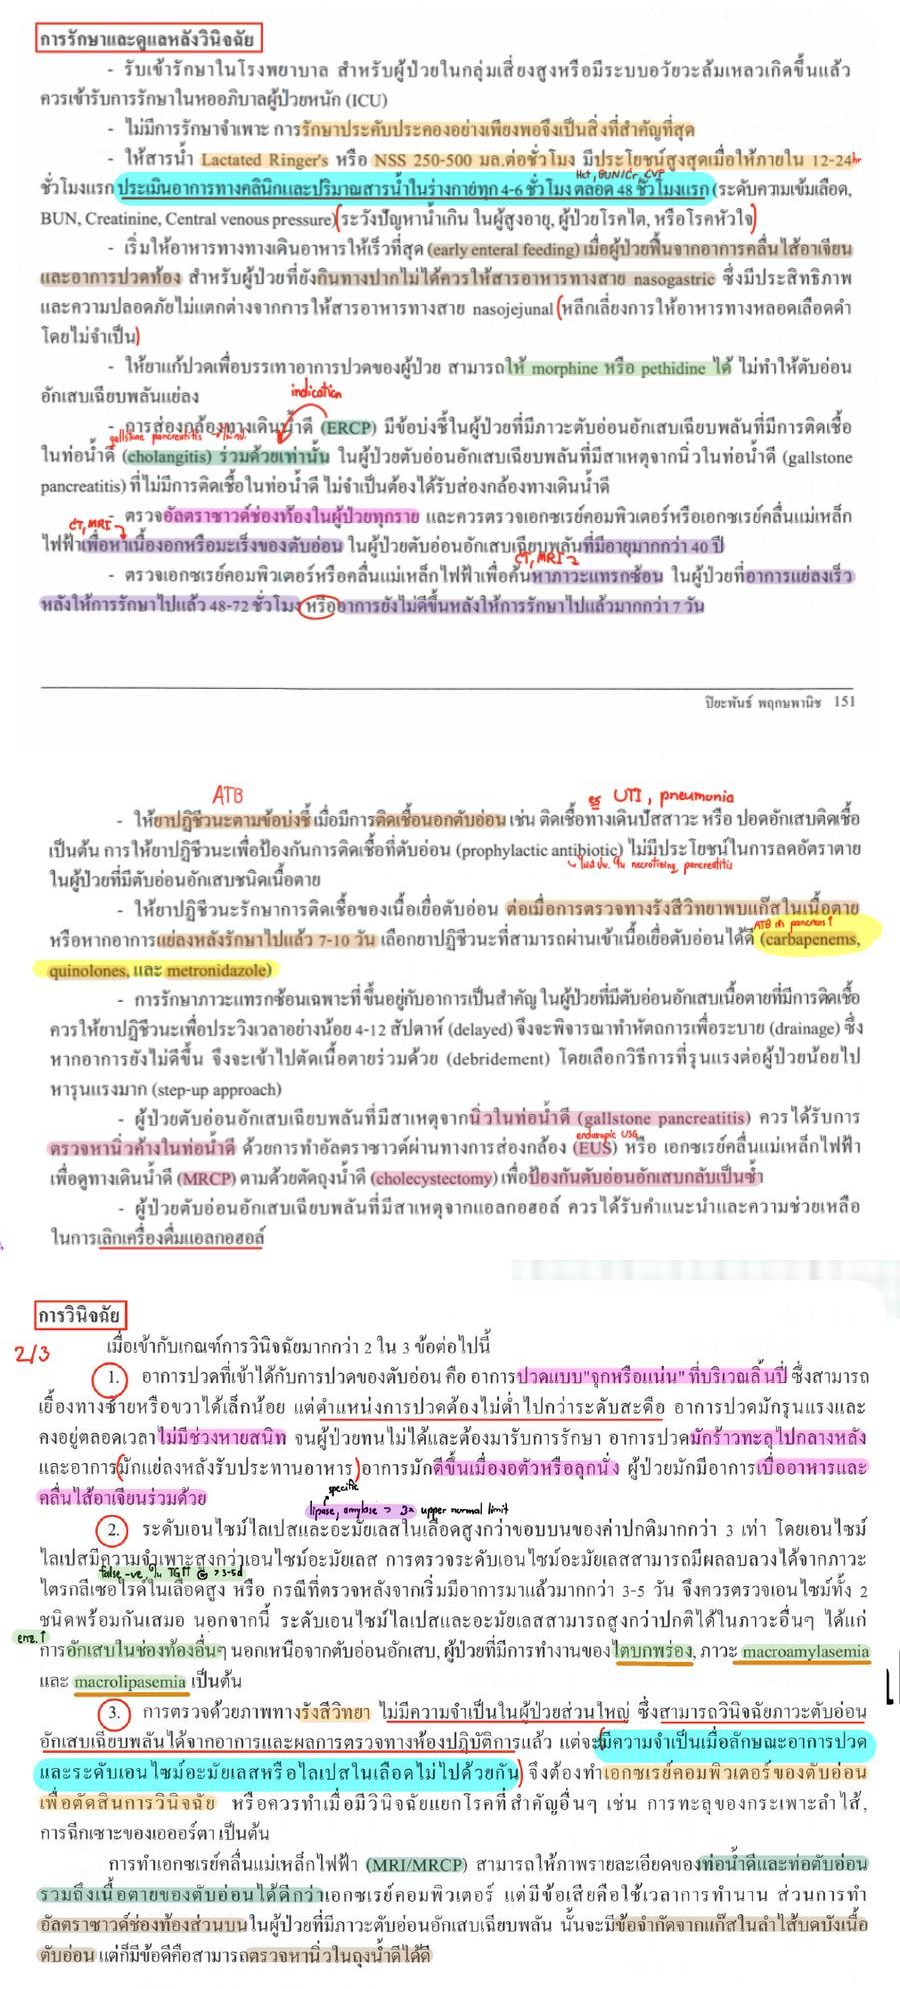 การรักษาและดูแลหลังวินิจฉัย
- รับเข้ารักษาในโรงพยาบาล สำหรับผู้ป่วยในกลุ่มเสี่ยงสูงหรือมีระบบอวัยวะล้มเหลวเกิดขึ้นแล้ว
ควรเข้ารับการรักษาในหออภิบาลผู้ป่วยหนัก (ICU)
- ไม่มีการรักษาจำเพาะ การรักษาประคับประคองอย่างเพียงพอจึงเป็นสิ่งที่สำคัญที่สุด
- ให้สารน้ำ Lactated Ringer's หรือ NSS 250-500 มล.ต่อชั่วโมง มีประโยชน์สูงสุดเมื่อให้ภายใน 12-24 hr
Hct, BUN/Cr, CVP
ชั่วโมงแรก ประเมินอาการทางคลินิกและปริมาณสารน้ำในร่างกายทุก 4-6 ชั่วโมง ตลอด 48 ชั่วโมงแรก (ระดับความเข้มเลือด,
BUN, Creatinine, Central venous pressure) (ระวังปัญหาน้ำเกิน ในผู้สูงอายุ, ผู้ป่วยโรคไต, หรือโรคหัวใจ)
- เริ่มให้อาหารทางทางเดินอาหารให้เร็วที่สุด (early enteral feeding) เมื่อผู้ป่วยฟื้นจากอาการคลื่นไส้อาเจียน
และอาการปวดท้อง สำหรับผู้ป่วยที่ยังกินทางปากไม่ได้ควรให้สารอาหารทางสาย nasogastric ซึ่งมีประสิทธิภาพ
และความปลอดภัยไม่แตกต่างจากการให้สารอาหารทางสาย nasojejunal (หลีกเลี่ยงการให้อาหารทางหลอดเลือดดำ
โดยไม่จำเป็น)
- ให้ยาแก้ปวดเพื่อบรรเทาอาการปวดของผู้ป่วย สามารถให้ morphine หรือ pethidine ได้ ไม่ทำให้ตับอ่อน
อักเสบเฉียบพลันแย่ลง
indication
- การส่องกล้องทางเดินน้ำดี (ERCP) มีข้อบ่งชี้ในผู้ป่วยที่มีภาวะตับอ่อนอักเสบเฉียบพลันที่มีการติดเชื้อ
gallstone pancreatitis
ในท่อน้ำดี (cholangitis) ร่วมด้วยเท่านั้น ในผู้ป่วยตับอ่อนอักเสบเฉียบพลันที่มีสาเหตุจากนิ่วในท่อน้ำดี (gallstone
pancreatitis) ที่ไม่มีการติดเชื้อในท่อน้ำดี ไม่จำเป็นต้องได้รับส่องกล้องทางเดินน้ำดี
- ตรวจอัลตราซาวด์ช่องท้องในผู้ป่วยทุกราย และควรตรวจเอกซเรย์คอมพิวเตอร์หรือเอกซเรย์คลื่นแม่เหล็ก
CT, MRI
ไฟฟ้าเพื่อหาเนื้องอกหรือมะเร็งของตับอ่อน ในผู้ป่วยตับอ่อนอักเสบเฉียบพลันที่มีอายุมากกว่า 40 ปี
CT, MRI
- ตรวจเอกซเรย์คอมพิวเตอร์หรือคลื่นแม่เหล็กไฟฟ้าเพื่อค้นหาภาวะแทรกซ้อน ในผู้ป่วยที่อาการแย่ลงเร็ว
หลังให้การรักษาไปแล้ว 48-72 ชั่วโมง หรืออาการยังไม่ดีขึ้นหลังให้การรักษาไปแล้วมากกว่า 7 วัน
ปิยะพันธ์ พฤกษพานิช 151
ATB
UTI, pneumonia
- ให้ยาปฏิชีวนะตามข้อบ่งชี้ เมื่อมีการติดเชื้อนอกตับอ่อน เช่น ติดเชื้อทางเดินปัสสาวะ หรือ ปอดอักเสบติดเชื้อ
เป็นต้น การให้ยาปฏิชีวนะเพื่อป้องกันการติดเชื้อที่ตับอ่อน (prophylactic antibiotic) ไม่มีประโยชน์ในการลดอัตราตาย
necrotizing pancreatitis
ในผู้ป่วยที่มีตับอ่อนอักเสบชนิดเนื้อตาย
- ให้ยาปฏิชีวนะรักษาการติดเชื้อของเนื้อเยื่อตับอ่อน ต่อเมื่อการตรวจทางรังสีวิทยาพบแก๊สในเนื้อตาย
หรือหากอาการแย่ลงหลังรักษาไปแล้ว 7-10 วัน เลือกยาปฏิชีวนะที่สามารถผ่านเข้าเนื้อเยื่อตับอ่อนได้ดี (carbapenems,
quinolones, และ metronidazole)
- การรักษาภาวะแทรกซ้อนเฉพาะที่ขึ้นอยู่กับอาการเป็นสำคัญ ในผู้ป่วยที่มีตับอ่อนอักเสบเนื้อตายที่มีการติดเชื้อ
ควรให้ยาปฏิชีวนะเพื่อประวิงเวลาอย่างน้อย 4-12 สัปดาห์ (delayed) จึงจะพิจารณาทำหัตถการเพื่อระบาย (drainage) ซึ่ง
หากอาการยังไม่ดีขึ้น จึงจะเข้าไปตัดเนื้อตายร่วมด้วย (debridement) โดยเลือกวิธีการที่รุนแรงต่อผู้ป่วยน้อยไป
หารุนแรงมาก (step-up approach)
- ผู้ป่วยตับอ่อนอักเสบเฉียบพลันที่มีสาเหตุจากนิ่วในท่อน้ำดี (gallstone pancreatitis) ควรได้รับการ
ตรวจหานิ่วค้างในท่อน้ำดี ด้วยการทำอัลตราซาวด์ผ่านทางการส่องกล้อง (EUS) หรือ เอกซเรย์คลื่นแม่เหล็กไฟฟ้า
เพื่อดูทางเดินน้ำดี (MRCP) ตามด้วยตัดถุงน้ำดี (cholecystectomy) เพื่อป้องกันตับอ่อนอักเสบกลับเป็นซ้ำ
- ผู้ป่วยตับอ่อนอักเสบเฉียบพลันที่มีสาเหตุจากแอลกอฮอล์ ควรได้รับคำแนะนำและความช่วยเหลือ
ในการเลิกเครื่องดื่มแอลกอฮอล์
การวินิจฉัย
เมื่อเข้ากับเกณฑ์การวินิจฉัยมากกว่า 2 ใน 3 ข้อต่อไปนี้
2/3
1. อาการปวดที่เข้าได้กับการปวดของตับอ่อน คือ อาการปวดแบบ"จุกหรือแน่น" ที่บริเวณลิ้นปี่ ซึ่งสามารถ
เยื้องทางซ้ายหรือขวาได้เล็กน้อย แต่ตำแหน่งการปวดต้องไม่ต่ำไปกว่าระดับสะดือ อาการปวดมักรุนแรงและ
คงอยู่ตลอดเวลาไม่มีช่วงหายสนิท จนผู้ป่วยทนไม่ได้และต้องมารับการรักษา อาการปวดมักร้าวทะลุไปกลางหลัง
และอาการ(มักแย่ลงหลังรับประทานอาหาร)อาการมักดีขึ้นเมื่องอตัวหรือลุกนั่ง ผู้ป่วยมักมีอาการเบื่ออาหารและ
คลื่นไส้อาเจียนร่วมด้วย
specific
lipase, amylase > 3x upper normal limit
2. ระดับเอนไซม์ไลเปสและอะมัยเลสในเลือดสูงกว่าขอบบนของค่าปกติมากกว่า 3 เท่า โดยเอนไซม์
ไลเปสมีความจำเพาะสูงกว่าเอนไซม์อะมัยเลส การตรวจระดับเอนไซม์อะมัยเลสสามารถมีผลลบลวงได้จากภาวะ
ไตรกลีเซอไรด์ในเลือดสูง หรือ กรณีที่ตรวจหลังจากเริ่มมีอาการมาแล้วมากกว่า 3-5 วัน จึงควรตรวจเอนไซม์ทั้ง 2
ชนิดพร้อมกันเสมอ นอกจากนี้ ระดับเอนไซม์ไลเปสและอะมัยเลสสามารถสูงกว่าปกติได้ในภาวะอื่นๆ ได้แก่
enz.↑
การอักเสบในช่องท้องอื่นๆ นอกเหนือจากตับอ่อนอักเสบ, ผู้ป่วยที่มีการทำงานของไตบกพร่อง, ภาวะ macroamylasemia
และ macrolipasemia เป็นต้น
3. การตรวจด้วยภาพทางรังสีวิทยา ไม่มีความจำเป็นในผู้ป่วยส่วนใหญ่ ซึ่งสามารถวินิจฉัยภาวะตับอ่อน
อักเสบเฉียบพลันได้จากอาการและผลการตรวจทางห้องปฏิบัติการแล้ว แต่จะ(มีความจำเป็นเมื่อลักษณะอาการปวด
และระดับเอนไซม์อะมัยเลสหรือไลเปสในเลือดไม่ไปด้วยกัน) จึงต้องทำเอกซเรย์คอมพิวเตอร์ของตับอ่อน
เพื่อตัดสินการวินิจฉัย หรือควรทำเมื่อมีวินิจฉัยแยกโรคที่สำคัญอื่นๆ เช่น การทะลุของกระเพาะลำไส้,
การฉีกเซาะของเอออร์ตา เป็นต้น
การทำเอกซเรย์คลื่นแม่เหล็กไฟฟ้า (MRI/MRCP) สามารถให้ภาพรายละเอียดของท่อน้ำดีและท่อตับอ่อน
รวมถึงเนื้อตายของตับอ่อนได้ดีกว่าเอกซเรย์คอมพิวเตอร์ แต่มีข้อเสียคือใช้เวลาการทำนาน ส่วนการทำ
อัลตราซาวด์ช่องท้องส่วนบนในผู้ป่วยที่มีภาวะตับอ่อนอักเสบเฉียบพลัน นั้นจะมีข้อจำกัดจากแก๊สในลำไส้บดบังเนื้อ
ตับอ่อน แต่ก็มีข้อดีคือสามารถตรวจหานิ่วในถุงน้ำดีได้ดี